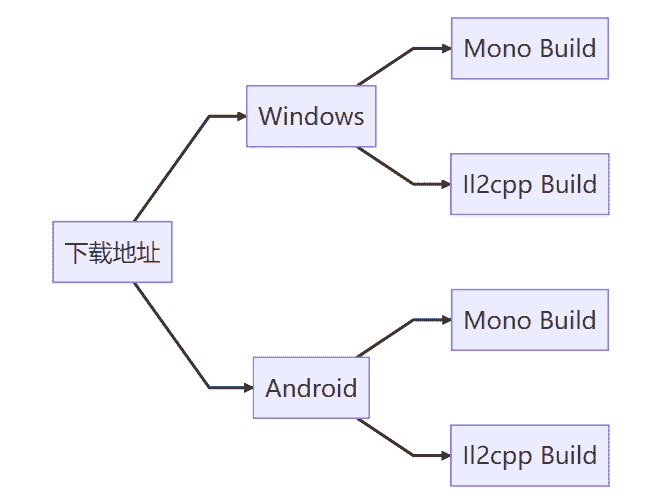 Mono Build
Windows
Il2cpp Build
下载地址
Mono Build
Android
Il2cpp Build